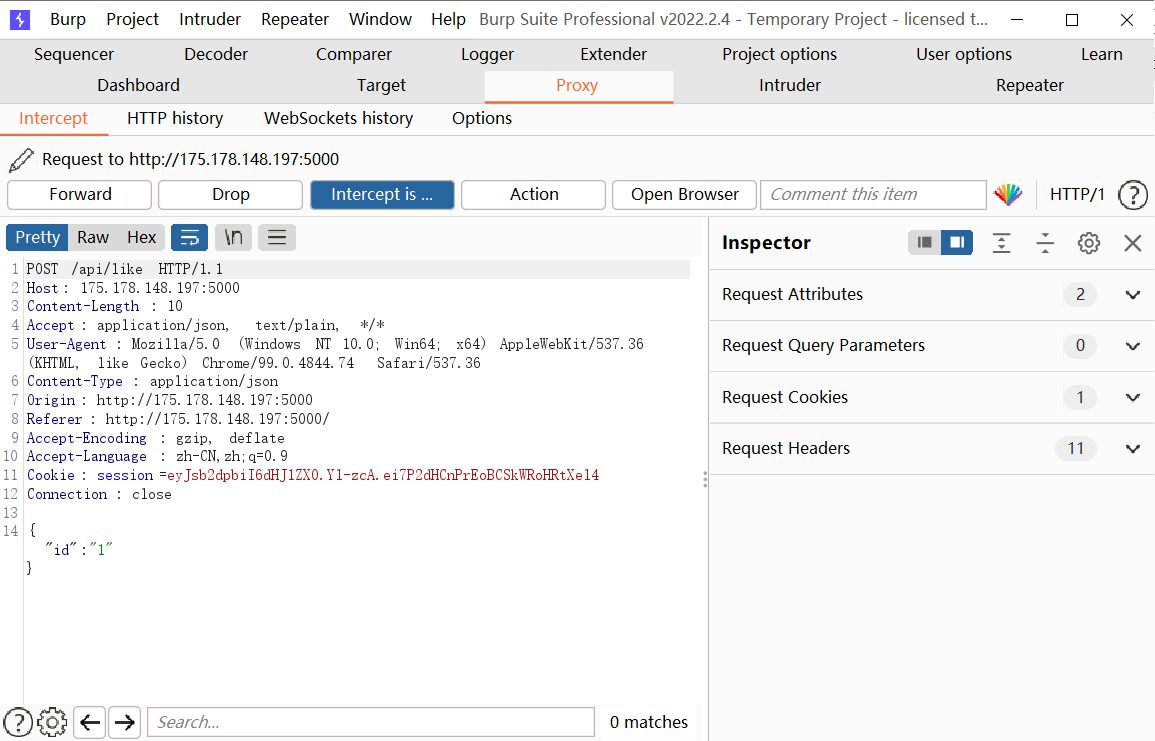 Burp Project Intruder Repeater Window Help Burp Suite Professional v2022.2.4 - Temporary Project - licensed t...
Sequencer Decoder Comparer Logger Extender Project options User options Learn
Dashboard Target Proxy Intruder Repeater
Intercept HTTP history WebSockets history Options
Request to http://175.178.148.197:5000
Forward Drop Intercept is ... Action Open Browser Comment this item HTTP/1 ?
Pretty Raw Hex \n Inspector
1 POST /api/like HTTP/1.1
2 Host: 175.178.148.197:5000
3 Content-Length: 10
4 Accept: application/json, text/plain, */*
5 User-Agent: Mozilla/5.0 (Windows NT 10.0; Win64; x64) AppleWebKit/537.36
(KHTML, like Gecko) Chrome/99.0.4844.74 Safari/537.36
6 Content-Type: application/json
7 Origin: http://175.178.148.197:5000
8 Referer: http://175.178.148.197:5000/
9 Accept-Encoding: gzip, deflate
10 Accept-Language: zh-CN,zh;q=0.9
11 Cookie: session=eyJsb2dpbiI6dHJ1ZX0.Yl-zcA.ei7P2dHCnPrEoBCSkWRoHRtXel4
12 Connection: close
13
14 {
"id":"1"
}
Request Attributes 2
Request Query Parameters 0
Request Cookies 1
Request Headers 11
? Search... 0 matches